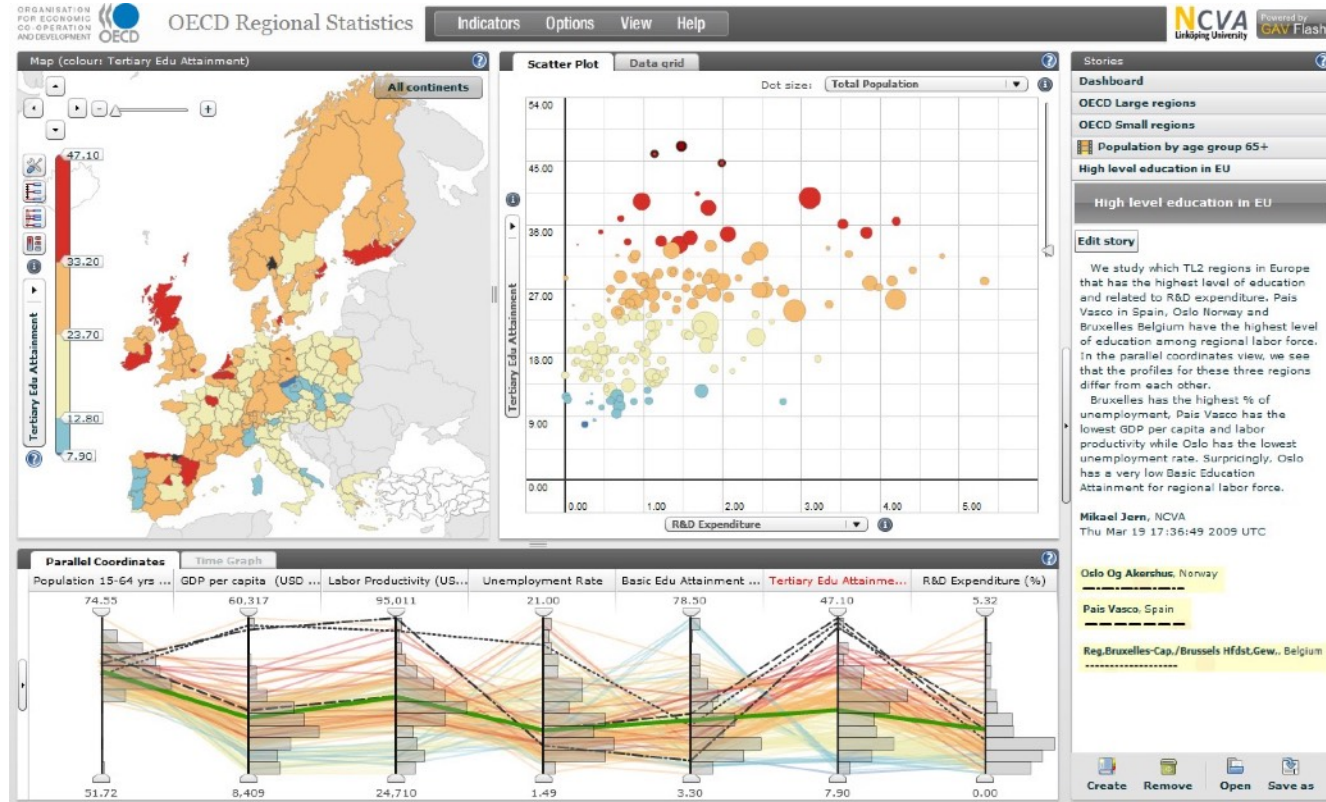 ORGANISATION
FOR ECONOMIC
CO-OPERATION
AND DEVELOPMENT
OECD
OECD Regional Statistics
Indicators Options View Help
NCVA
Linköping University
Powered by
GAV Flash
Map (colour: Tertiary Edu Attainment)
All continents
47.10
33.20
23.70
12.80
7.90
Tertiary Edu Attainment
Scatter Plot Data grid
Dot size: Total Population
54.00
45.00
36.00
27.00
18.00
9.00
0.00
Tertiary Edu Attainment
0.00 1.00 2.00 3.00 4.00 5.00
R&D Expenditure
Stories
Dashboard
OECD Large regions
OECD Small regions
Population by age group 65+
High level education in EU
High level education in EU
Edit story
We study which TL2 regions in Europe
that has the highest level of education
and related to R&D expenditure. Pais
Vasco in Spain, Oslo Norway and
Bruxelles Belgium have the highest level
of education among regional labor force.
In the parallel coordinates view, we see
that the profiles for these three regions
differ from each other.
Bruxelles has the highest % of
unemployment, Pais Vasco has the
lowest GDP per capita and labor
productivity while Oslo has the lowest
unemployment rate. Surpricingly, Oslo
has a very low Basic Education
Attainment for regional labor force.
Mikael Jern, NCVA
Thu Mar 19 17:36:49 2009 UTC
Oslo Og Akershus, Norway
Pais Vasco, Spain
Reg.Bruxelles-Cap./Brussels Hfdst.Gew., Belgium
Create Remove Open Save as
Parallel Coordinates Time Graph
Population 15-64 yrs ... GDP per capita (USD ... Labor Productivity (US... Unemployment Rate Basic Edu Attainment ... Tertiary Edu Attainme... R&D Expenditure (%)
74.55 60,317 95,011 21.00 78.50 47.10 5.32
51.72 8,409 24,710 1.49 3.30 7.90 0.00